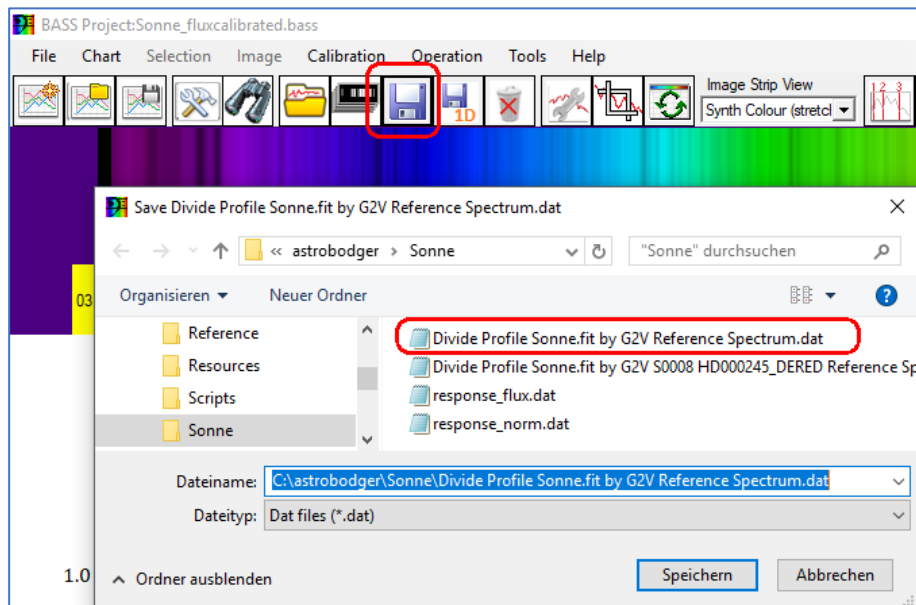 BASS Project:Sonne_fluxcalibrated.bass
File Chart Selection Image Calibration Operation Tools Help
Image Strip View
1D
Synth Colour (stretcl
1 2 3
Save Divide Profile Sonne.fit by G2V Reference Spectrum.dat
« astrobodger › Sonne
"Sonne" durchsuchen
Organisieren
Neuer Ordner
03
Reference
Resources
Scripts
Sonne
Divide Profile Sonne.fit by G2V Reference Spectrum.dat
Divide Profile Sonne.fit by G2V S0008 HD000245_DERED Reference Sp
response_flux.dat
response_norm.dat
Dateiname: C:\astrobodger\Sonne\Divide Profile Sonne.fit by G2V Reference Spectrum.dat
Dateityp: Dat files (*.dat)
1.0
Ordner ausblenden
Speichern
Abbrechen